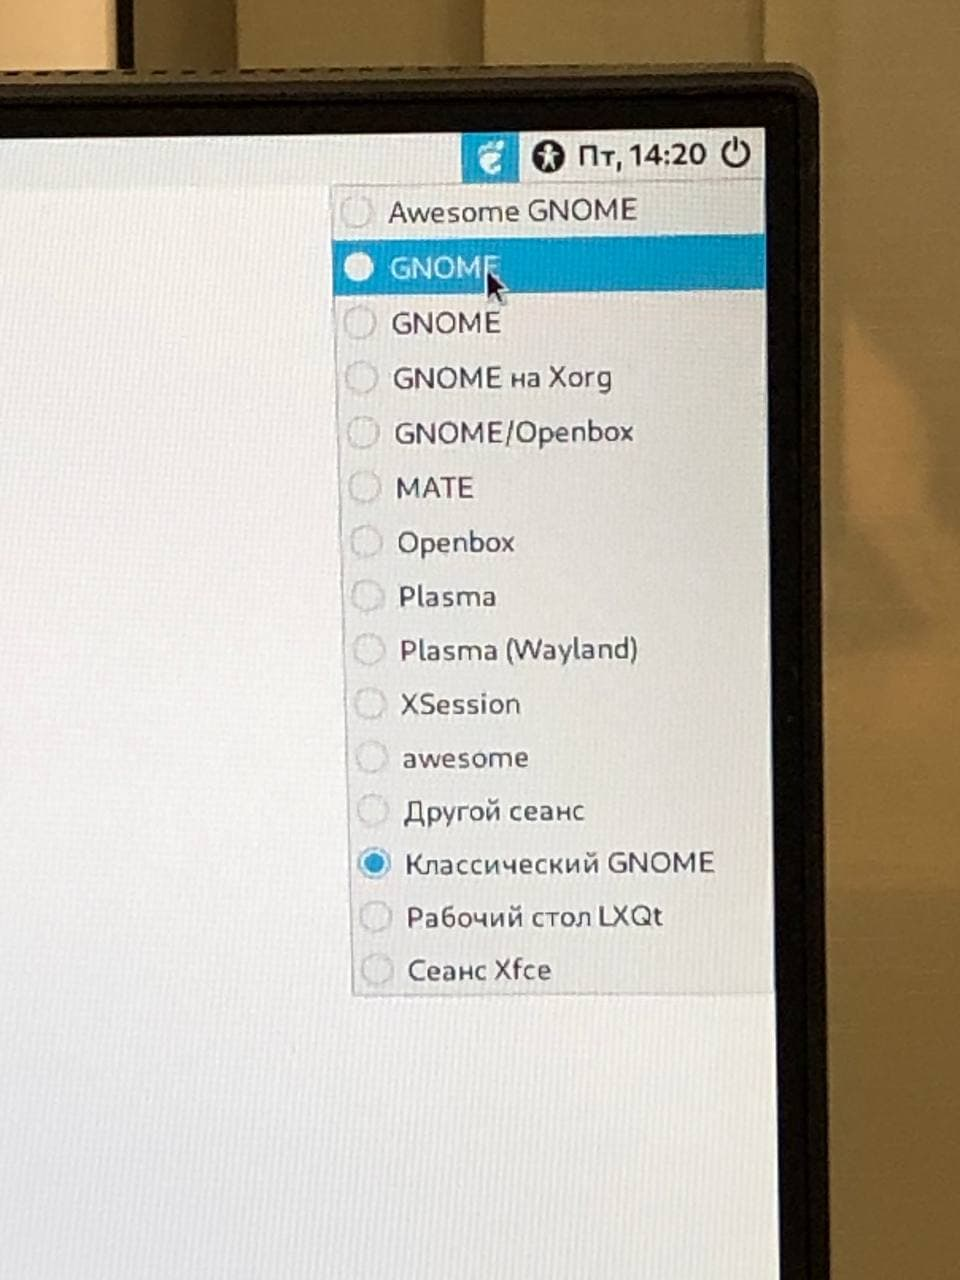 Пт, 14:20
Awesome GNOME
GNOME
GNOME
GNOME на Xorg
GNOME/Openbox
MATE
Openbox
Plasma
Plasma (Wayland)
XSession
awesome
Другой сеанс
Классический GNOME
Рабочий стол LXQt
Сеанс Xfce